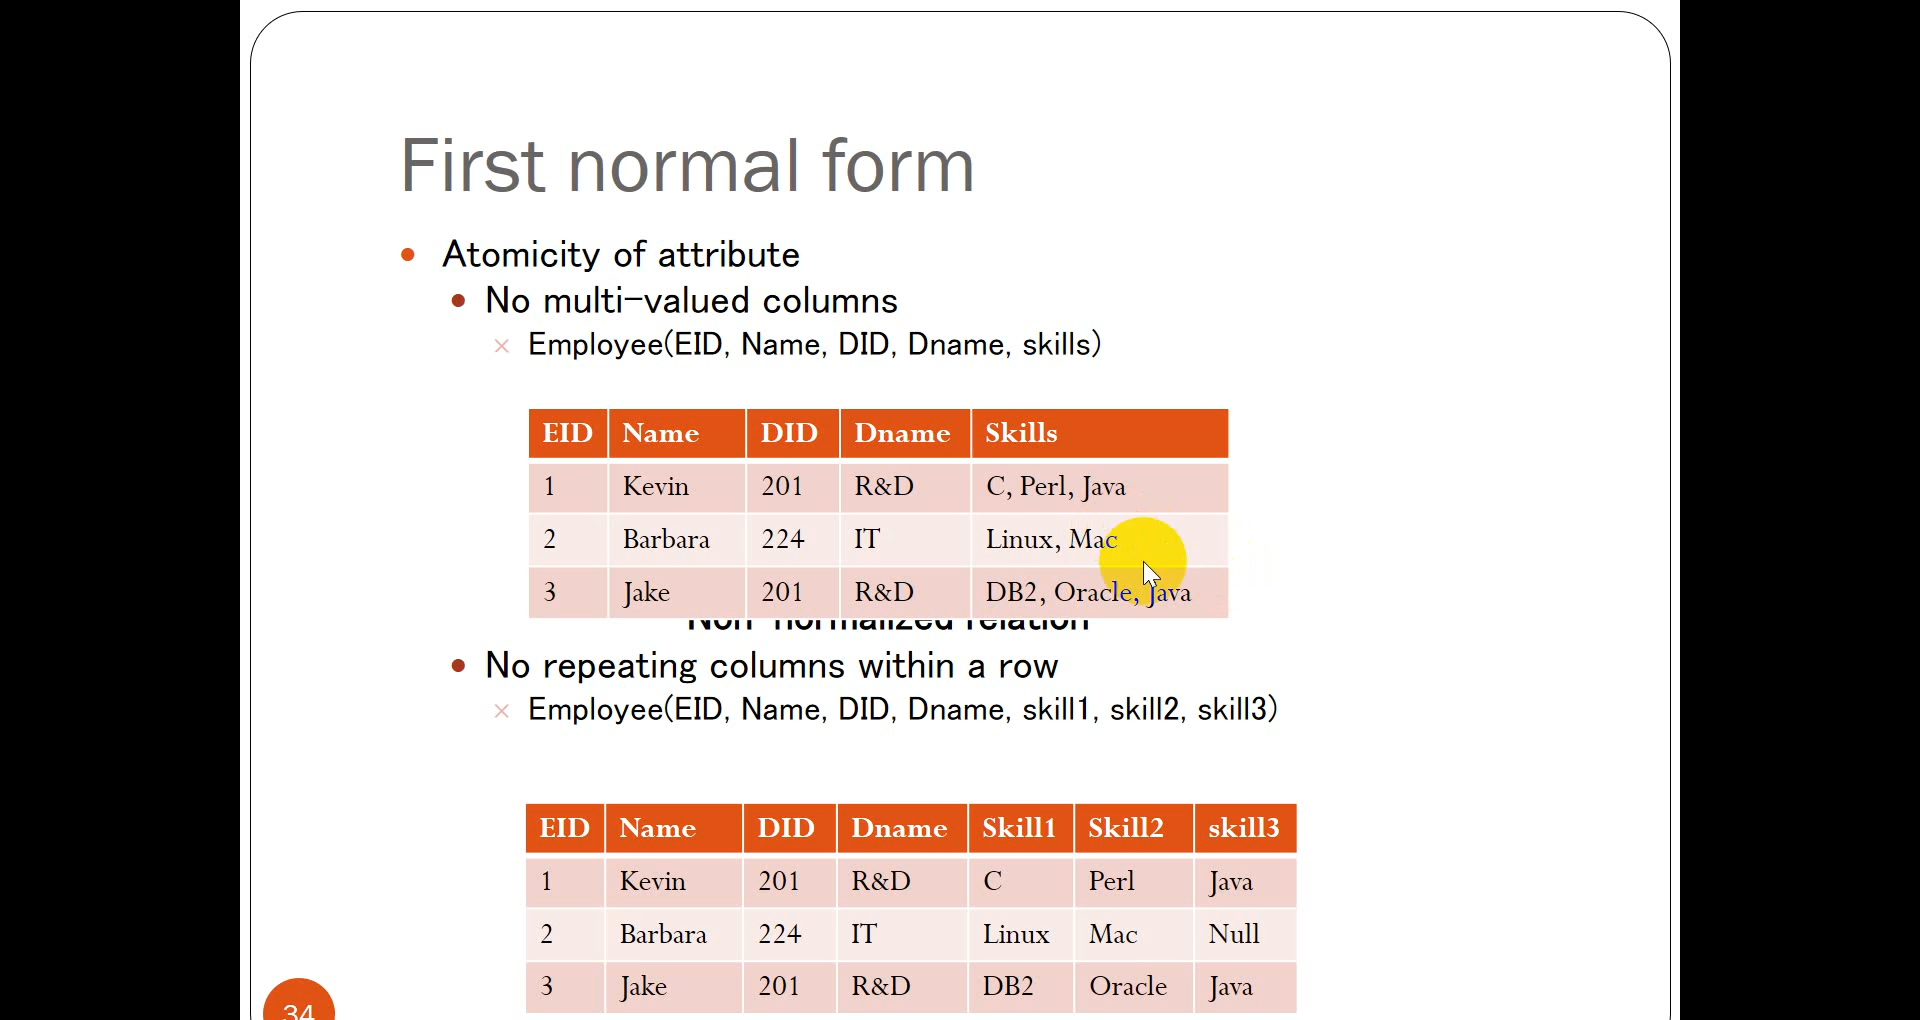 First normal form
Atomicity of attribute
No multi-valued columns
Employee(EID, Name, DID, Dname, skills)
EID Name DID Dname Skills
1 Kevin 201 R&D C, Perl, Java
2 Barbara 224 IT Linux, Mac
3 Jake 201 R&D DB2, Oracle, Java
Non-normalized relation
No repeating columns within a row
Employee(EID, Name, DID, Dname, skill1, skill2, skill3)
EID Name DID Dname Skill1 Skill2 skill3
1 Kevin 201 R&D C Perl Java
2 Barbara 224 IT Linux Mac Null
3 Jake 201 R&D DB2 Oracle Java
34